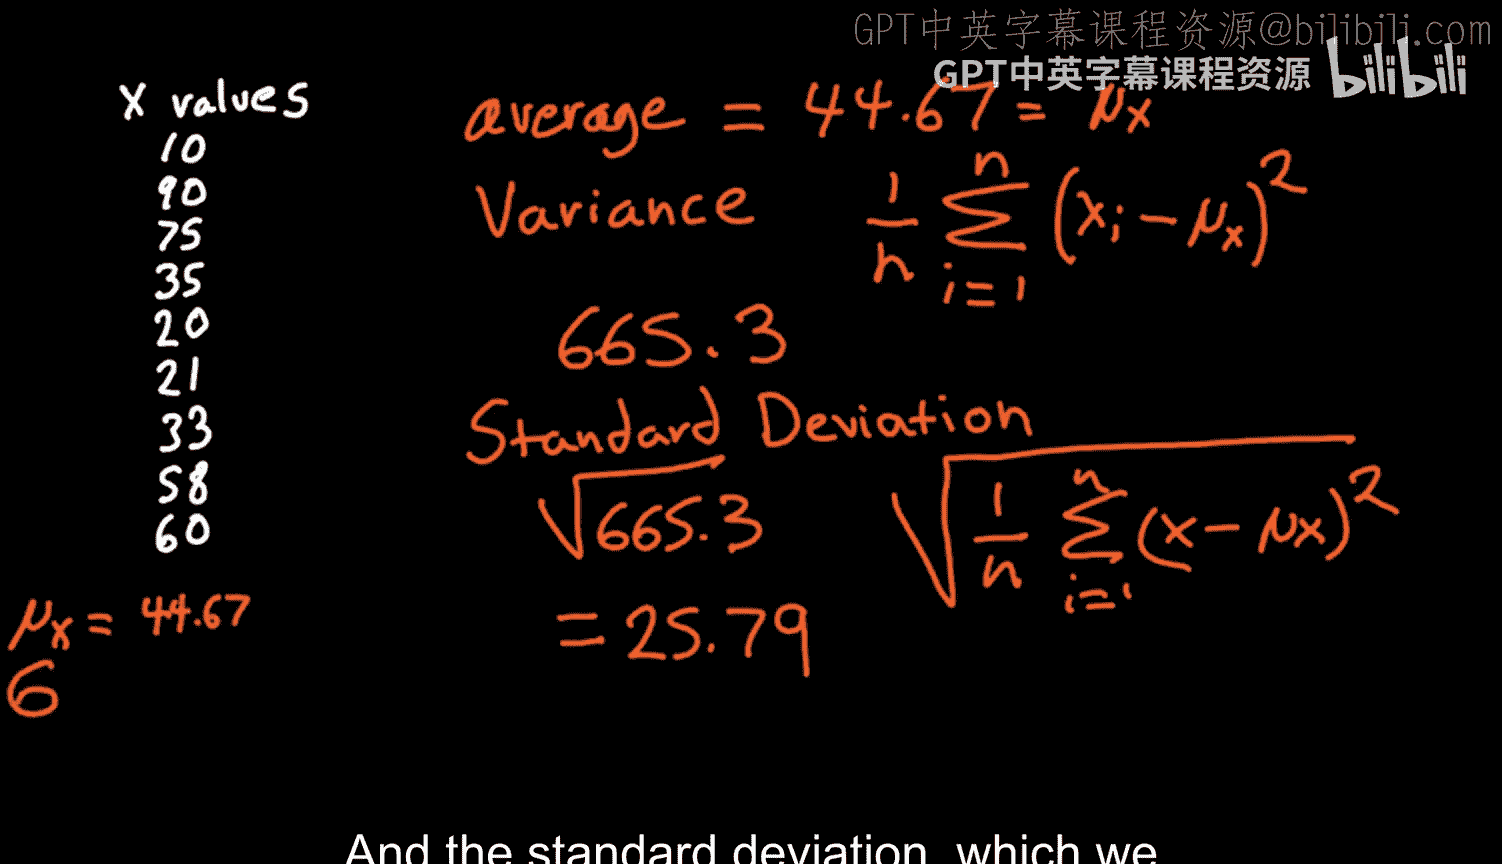 GPT中英字幕课程资源@bilibili.com
GPT中英字幕课程资源 bilibili
X values
10
90
75
35
20
21
33
58
60
μx = 44.67
6
average = 44.67 = μx
Variance 1/n Σ i=1 n (xi - μx)²
665.3
Standard Deviation
√665.3 √1/n Σ i=1 n (x - μx)²
= 25.79
And the standard deviation, which we